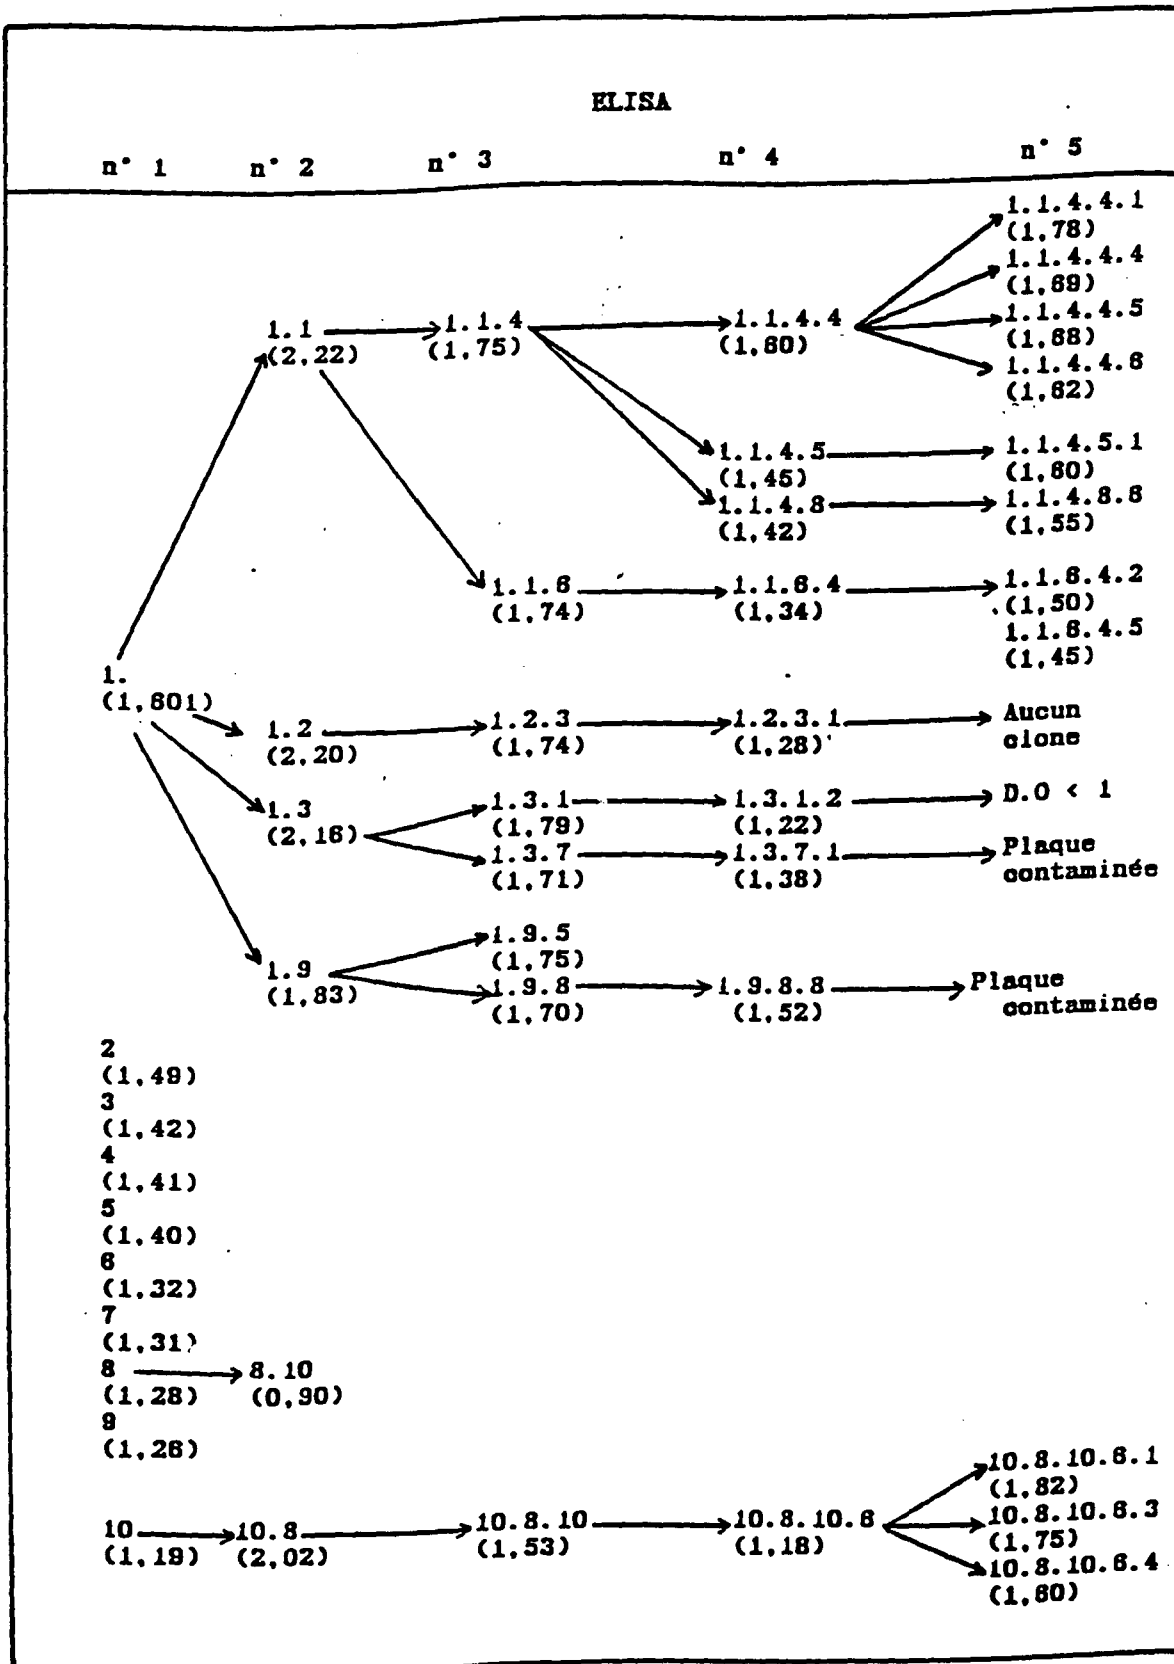 ELISA
n° 1 n° 2 n° 3 n° 4 n° 5
1.1.4.4.1
(1,78)
1.1.4.4.4
(1,69)
1.1 1.1.4 1.1.4.4 1.1.4.4.5
(2,22) (1,75) (1,60) (1,68)
1.1.4.4.6
(1,62)
1.1.4.5 1.1.4.5.1
(1,45) (1,60)
1.1.4.8 1.1.4.8.6
(1,42) (1,55)
1.1.6 1.1.6.4 1.1.6.4.2
(1,74) (1,34) (1,50)
1.1.6.4.5
(1,45)
1.
(1,601)
1.2 1.2.3 1.2.3.1 Aucun
(2,20) (1,74) (1,28) clone
1.3 1.3.1 1.3.1.2 D.O < 1
(2,16) (1,79) (1,22)
1.3.7 1.3.7.1 Plaque
(1,71) (1,38) contaminée
1.9.5
(1,75)
1.9 1.9.8 1.9.8.8 Plaque
(1,83) (1,70) (1,52) contaminée
2
(1,49)
3
(1,42)
4
(1,41)
5
(1,40)
6
(1,32)
7
(1,31)
8 8.10
(1,28) (0,90)
9
(1,26)
10.8.10.6.1
(1,82)
10 10.8 10.8.10 10.8.10.6 10.8.10.6.3
(1,19) (2,02) (1,53) (1,18) (1,75)
10.8.10.6.4
(1,60)